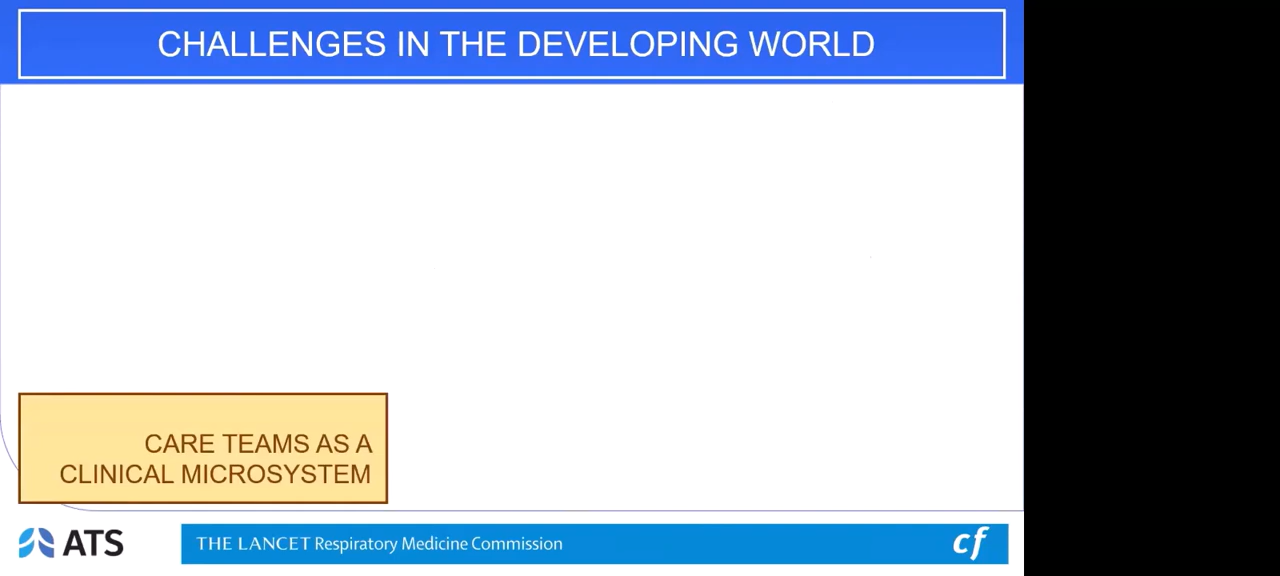 CHALLENGES IN THE DEVELOPING WORLD
CARE TEAMS AS A
CLINICAL MICROSYSTEM
ATS
THE LANCET Respiratory Medicine Commission
cf